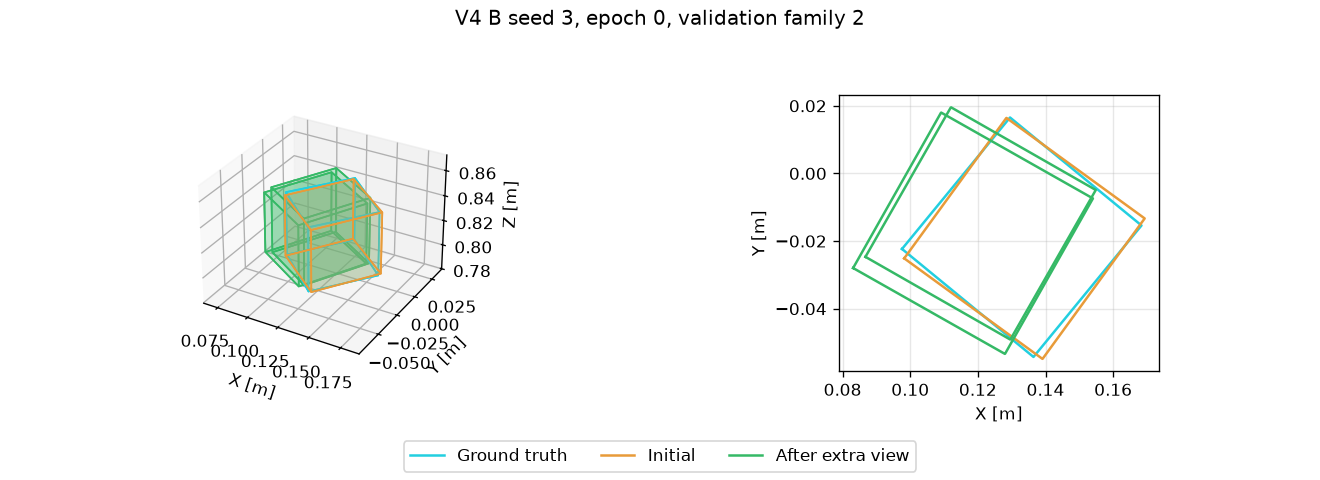 V4 B seed 3, epoch 0, validation family 2
0.86
0.84
0.82
0.80
0.78
Z [m]
0.025
0.000
−0.025
−0.050
Y [m]
0.075
0.100
0.125
0.150
0.175
X [m]
0.02
0.00
−0.02
−0.04
Y [m]
0.08
0.10
0.12
0.14
0.16
X [m]
Ground truth
Initial
After extra view